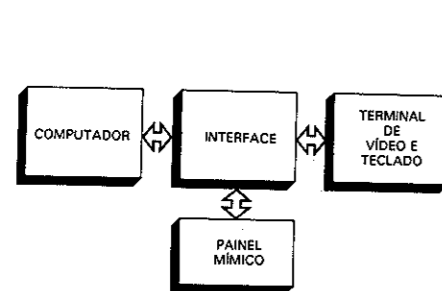 COMPUTADOR
INTERFACE
TERMINAL
DE
VÍDEO E
TECLADO
PAINEL
MÍMICO